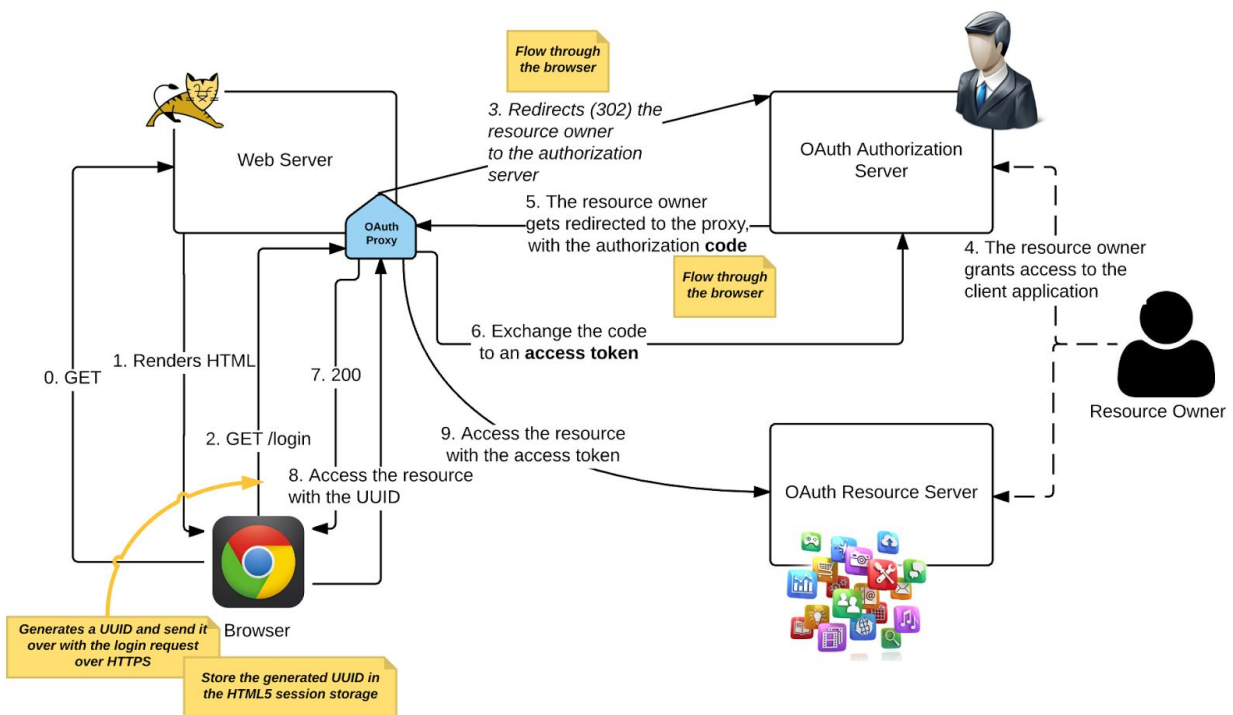 Flow through
the browser
3. Redirects (302) the
resource owner
to the authorization
server
Web Server
OAuth Authorization
Server
OAuth
Proxy
5. The resource owner
gets redirected to the proxy,
with the authorization code
Flow through
the browser
4. The resource owner
grants access to the
client application
6. Exchange the code
to an access token
1. Renders HTML
0. GET
7. 200
Resource Owner
2. GET /login
9. Access the resource
with the access token
8. Access the resource
with the UUID
OAuth Resource Server
Browser
Generates a UUID and send it
over with the login request
over HTTPS
Store the generated UUID in
the HTML5 session storage